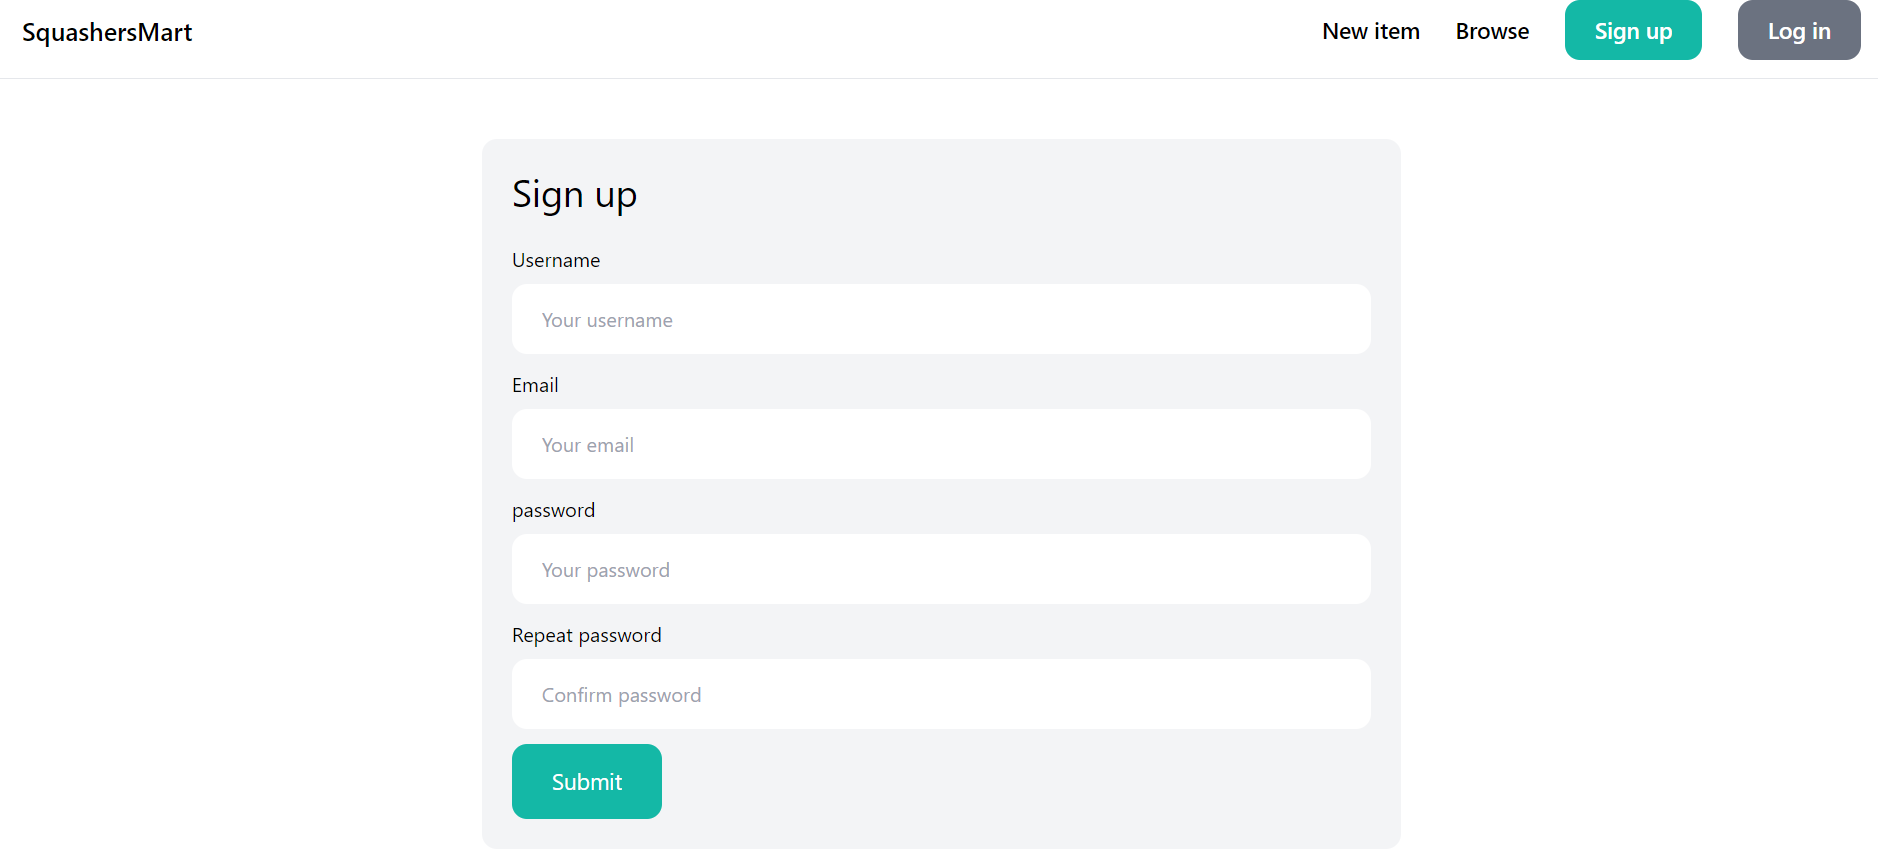 SquashersMart New item Browse Sign up Log in
Sign up
Username
Your username
Email
Your email
password
Your password
Repeat password
Confirm password
Submit